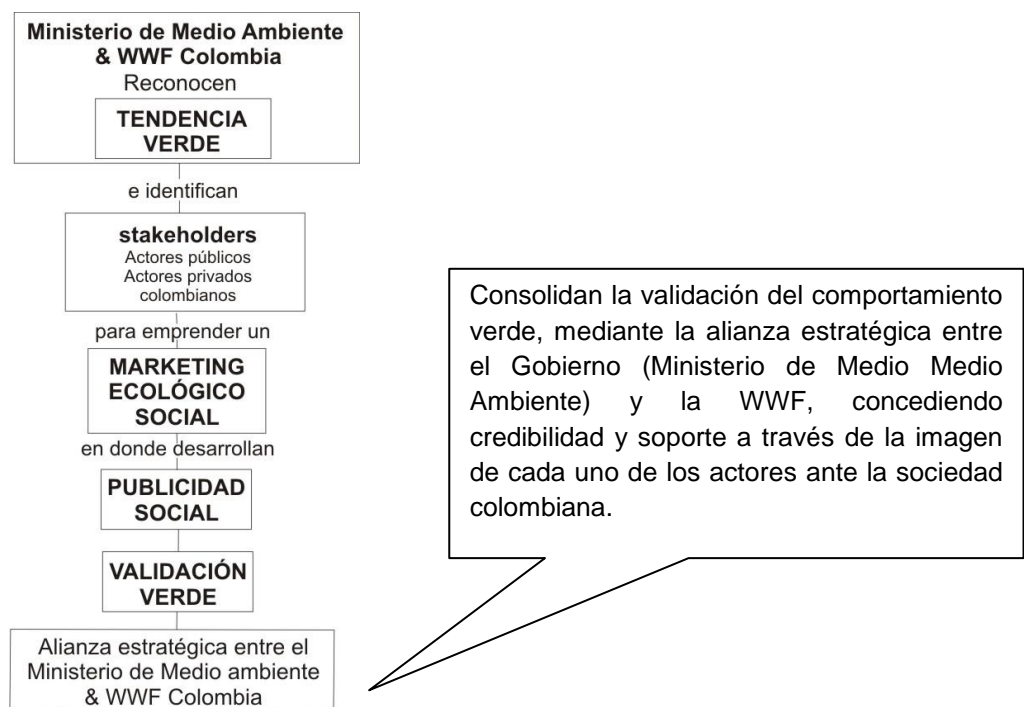 Ministerio de Medio Ambiente
& WWF Colombia
Reconocen
TENDENCIA
VERDE
e identifican
stakeholders
Actores públicos
Actores privados
colombianos
para emprender un
MARKETING
ECOLÓGICO
SOCIAL
en donde desarrollan
PUBLICIDAD
SOCIAL
VALIDACIÓN
VERDE
Alianza estratégica entre el
Ministerio de Medio ambiente
& WWF Colombia
Consolidan la validación del comportamiento
verde, mediante la alianza estratégica entre
el Gobierno (Ministerio de Medio Medio
Ambiente) y la WWF, concediendo
credibilidad y soporte a través de la imagen
de cada uno de los actores ante la sociedad
colombiana.